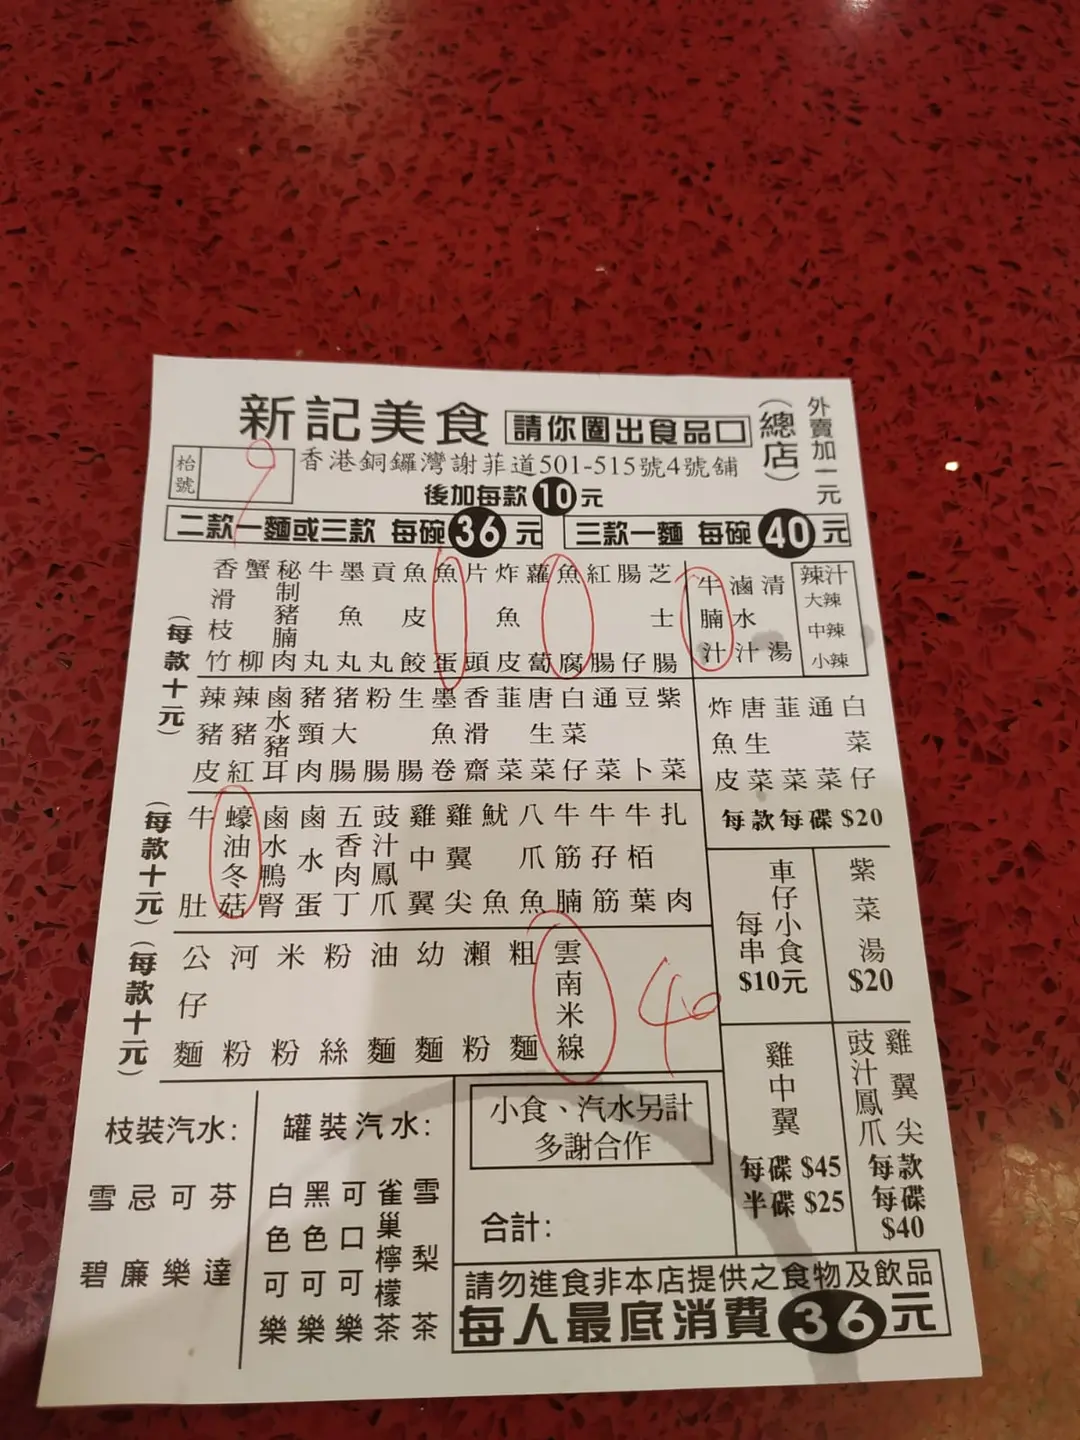 新記美食 請你圈出食品口 (總店) 外賣加一元
枱號 9 香港銅鑼灣謝菲道501-515號4號舖
後加每款10元
二款一麵或三款 每碗36元 三款一麵 每碗40元
(每款十元)
香滑枝竹 蟹柳 秘制豬腩肉 牛丸 墨魚丸 貢丸 魚皮餃 魚蛋 片頭 炸魚皮 蘿蔔 魚腐 紅腸 腸仔 芝士腸
牛腩汁 滷水汁 清湯
辣汁
大辣
中辣
小辣
辣豬皮 辣豬紅 鹵水豬耳 豬頸肉 豬大腸 粉腸 生腸 墨魚卷 香滑齋 韮菜 唐生菜 白菜仔 通菜 豆卜 紫菜
炸魚皮 唐生菜 韮菜 通菜 白菜仔
每款每碟 $20
(每款十元)
牛肚 蠔油冬菇 鹵水鴨腎 鹵水蛋 五香肉丁 豉汁鳳爪 雞中翼 雞翼尖 魷魚 八爪魚 牛筋腩 牛孖筋 牛栢葉 扎肉
車仔小食
每串
$10元
紫菜湯
$20
(每款十元)
公仔麵 河粉 米粉 粉絲 油麵 幼麵 瀨粉 粗麵 雲南米線
40
雞中翼
每碟 $45
半碟 $25
豉汁鳳爪 雞翼尖
每款
每碟
$40
枝裝汽水:
雪碧 忌廉 可樂 芬達
罐裝汽水:
白色可樂 黑色可樂 可口可樂 雀巢檸檬茶 雪梨茶
小食、汽水另計
多謝合作
合計:
請勿進食非本店提供之食物及飲品
每人最底消費36元